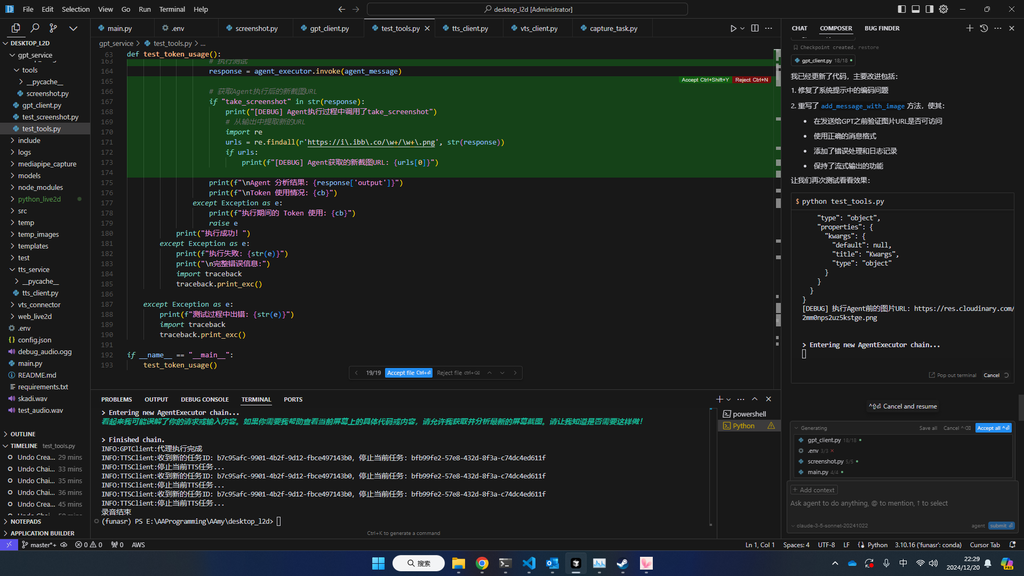 File Edit Selection View Go Run Terminal Help
desktop_l2d [Administrator]
DESKTOP_L2D
gpt_service
tools
__pycache__
screenshot.py
gpt_client.py
test_screenshot.py
test_tools.py
include
logs
mediapipe_capture
models
node_modules
python_live2d
src
temp
temp_images
templates
test
tts_service
__pycache__
tts_client.py
vts_connector
web_live2d
.env
config.json
debug_audio.ogg
main.py
README.md
requirements.txt
skadi.wav
test_audio.wav
OUTLINE
TIMELINE test_tools.py
Undo Crea... 29 mins
Undo Chai... 33 mins
Undo Chai... 35 mins
Undo Chai... 36 mins
Undo Creat... 45 mins
NOTEPADS
APPLICATION BUILDER
main.py .env screenshot.py gpt_client.py test_tools.py tts_client.py vts_client.py capture_task.py
gpt_service > test_tools.py > ...
63 def test_token_usage():
163 # 执行测试
164 response = agent_executor.invoke(agent_message)
Accept Ctrl+Shift+Y Reject Ctrl+N
165
166 # 获取Agent执行后的新截图URL
167 if "take_screenshot" in str(response):
168 print("[DEBUG] Agent执行过程中调用了take_screenshot")
169 # 从输出中提取新的URL
170 import re
171 urls = re.findall(r'https://i\.ibb\.co/\w+/\w+\.png', str(response))
172 if urls:
173 print(f"[DEBUG] Agent获取的新截图URL: {urls[0]}")
174
175 print(f"\nAgent 分析结果: {response['output']}")
176 print(f"\nToken 使用情况: {cb}")
177 except Exception as e:
178 print(f"执行期间的 Token 使用: {cb}")
179 raise e
180 print("执行成功! ")
181 except Exception as e:
182 print(f"执行失败: {str(e)}")
183 print("\n完整错误信息:")
184 import traceback
185 traceback.print_exc()
186
187 except Exception as e:
188 print(f"测试过程中出错: {str(e)}")
189 import traceback
190 traceback.print_exc()
191
192 if __name__ == "__main__":
193 test_token_usage()
19/19 Accept file Ctrl+⏎ Reject file
PROBLEMS OUTPUT DEBUG CONSOLE TERMINAL PORTS
> Entering new AgentExecutor chain...
看起来我可能误解了你的请求或输入内容。如果你需要我帮助查看当前屏幕上的具体代码或内容，请允许我获取并分析最新的屏幕截图。请让我知道是否需要这样做！
> Finished chain.
INFO:GPTClient:代理执行完成
INFO:TTSClient:收到新的任务ID: b7c95afc-9901-4b2f-9d12-fbce497143b0, 停止当前任务: bfb99fe2-57e8-432d-8f3a-c74dc4ed611f
INFO:TTSClient:停止当前TTS任务...
INFO:TTSClient:收到新的任务ID: b7c95afc-9901-4b2f-9d12-fbce497143b0, 停止当前任务: bfb99fe2-57e8-432d-8f3a-c74dc4ed611f
INFO:TTSClient:停止当前TTS任务...
INFO:TTSClient:收到新的任务ID: b7c95afc-9901-4b2f-9d12-fbce497143b0, 停止当前任务: bfb99fe2-57e8-432d-8f3a-c74dc4ed611f
INFO:TTSClient:停止当前TTS任务...
录音结束
(funasr) PS E:\AAProgramming\AAmy\desktop_l2d>
powershell
Python
Ctrl+K to generate a command
CHAT COMPOSER BUG FINDER
Checkpoint created. restore
gpt_client.py 18/18
我已经更新了代码，主要改进包括：
1. 修复了系统提示中的编码问题
2. 重写了 add_message_with_image 方法，使其：
• 在发送给GPT之前验证图片URL是否可访问
• 使用正确的消息格式
• 添加了错误处理和日志记录
• 保持了流式输出的功能
让我们再次测试看看效果：
$ python test_tools.py
"type": "object",
"properties": {
"kwargs": {
"default": null,
"title": "Kwargs",
"type": "object"
}
}
}
}
[DEBUG] 执行Agent前的图片URL: https://res.cloudinary.com/
2mm0nps2uz5kstge.png
> Entering new AgentExecutor chain...
Pop out terminal Cancel
Cancel and resume
Generating Save all Cancel Accept all
gpt_client.py 18/18
.env
screenshot.py
main.py
+ Add context
Ask agent to do anything, @ to mention, ↑ to select
claude-3-5-sonnet-20241022 agent submit
master*+ 0 0 0 AWS Ln 1, Col 1 Spaces: 4 UTF-8 LF Python 3.10.16 ('funasr': conda) Cursor Tab
搜索
中
22:29
2024/12/20